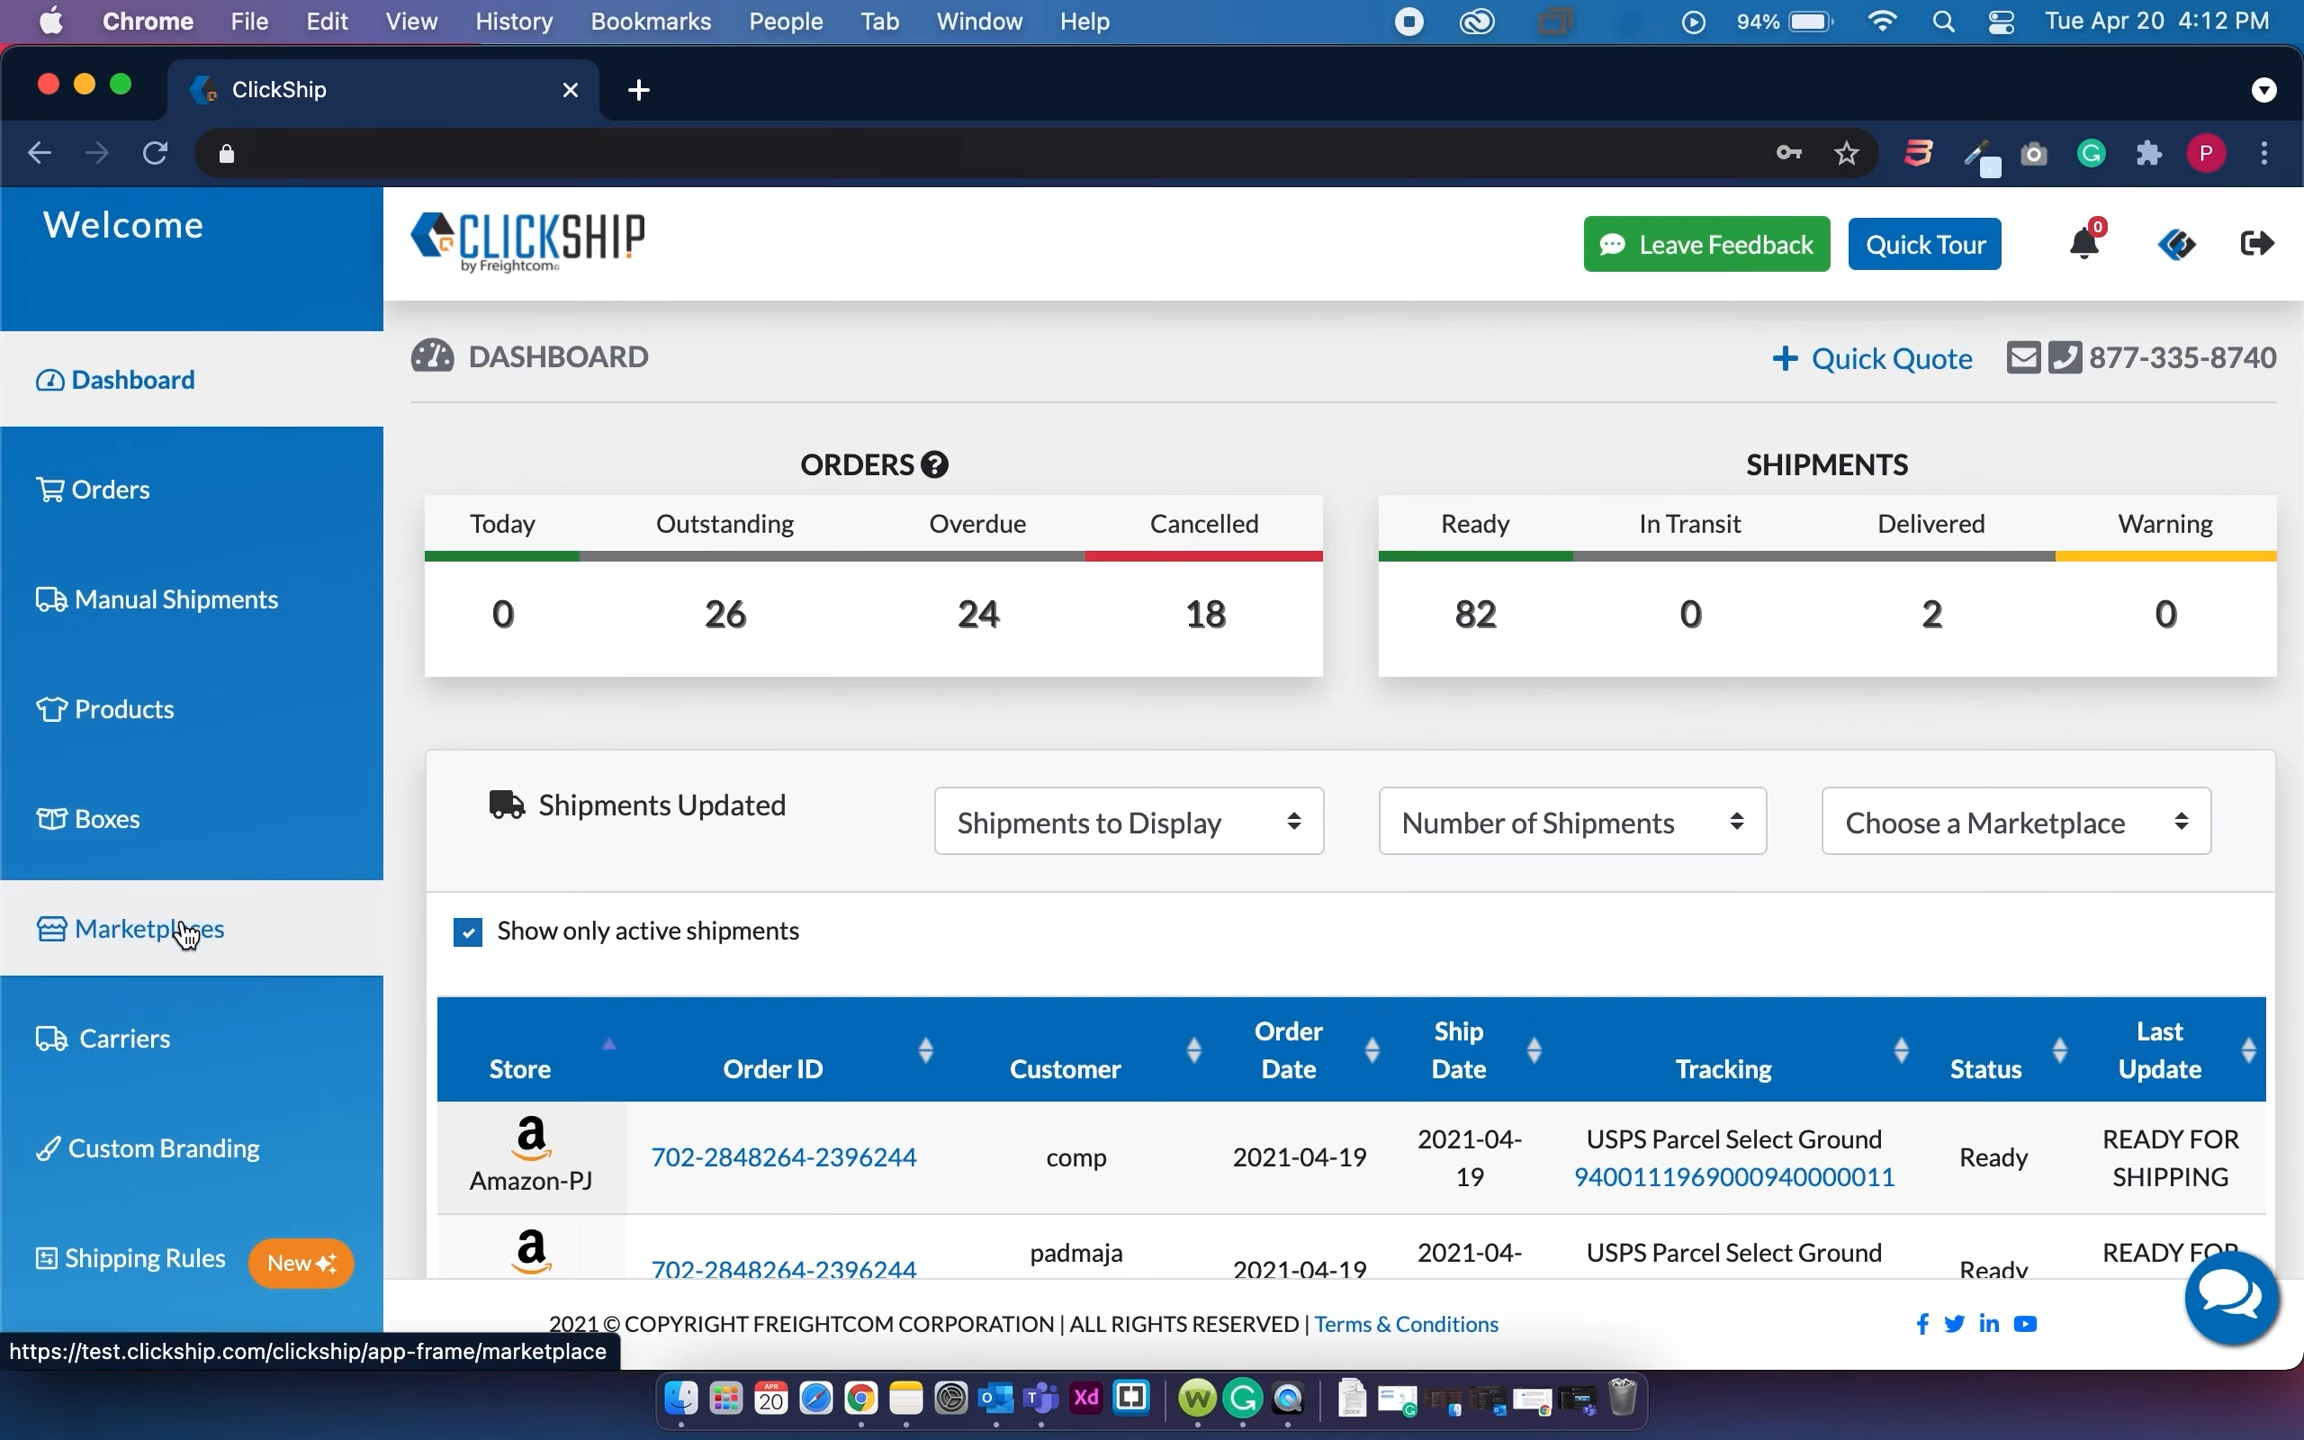 Chrome File Edit View History Bookmarks People Tab Window Help 94% Tue Apr 20 4:12 PM
ClickShip
P
Welcome
CLICKSHIP
by Freightcom
Leave Feedback
Quick Tour
0
Dashboard
DASHBOARD
Quick Quote
877-335-8740
Orders
Manual Shipments
Products
Boxes
Marketplaces
Carriers
Custom Branding
Shipping Rules New
ORDERS ?
Today Outstanding Overdue Cancelled
0 26 24 18
SHIPMENTS
Ready In Transit Delivered Warning
82 0 2 0
Shipments Updated
Shipments to Display
Number of Shipments
Choose a Marketplace
Show only active shipments
Store Order ID Customer Order Date Ship Date Tracking Status Last Update
Amazon-PJ 702-2848264-2396244 comp 2021-04-19 2021-04-19 USPS Parcel Select Ground 9400111969000940000011 Ready READY FOR SHIPPING
702-2848264-2396244 padmaja 2021-04-19 2021-04- USPS Parcel Select Ground Ready READY FOR
2021 © COPYRIGHT FREIGHTCOM CORPORATION | ALL RIGHTS RESERVED | Terms & Conditions
https://test.clickship.com/clickship/app-frame/marketplace
APR
20
Xd